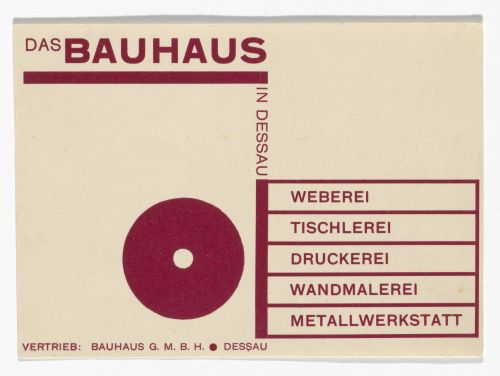 DAS BAUHAUS
IN DESSAU
WEBEREI
TISCHLEREI
DRUCKEREI
WANDMALEREI
METALLWERKSTATT
VERTRIEB: BAUHAUS G. M. B. H. ● DESSAU